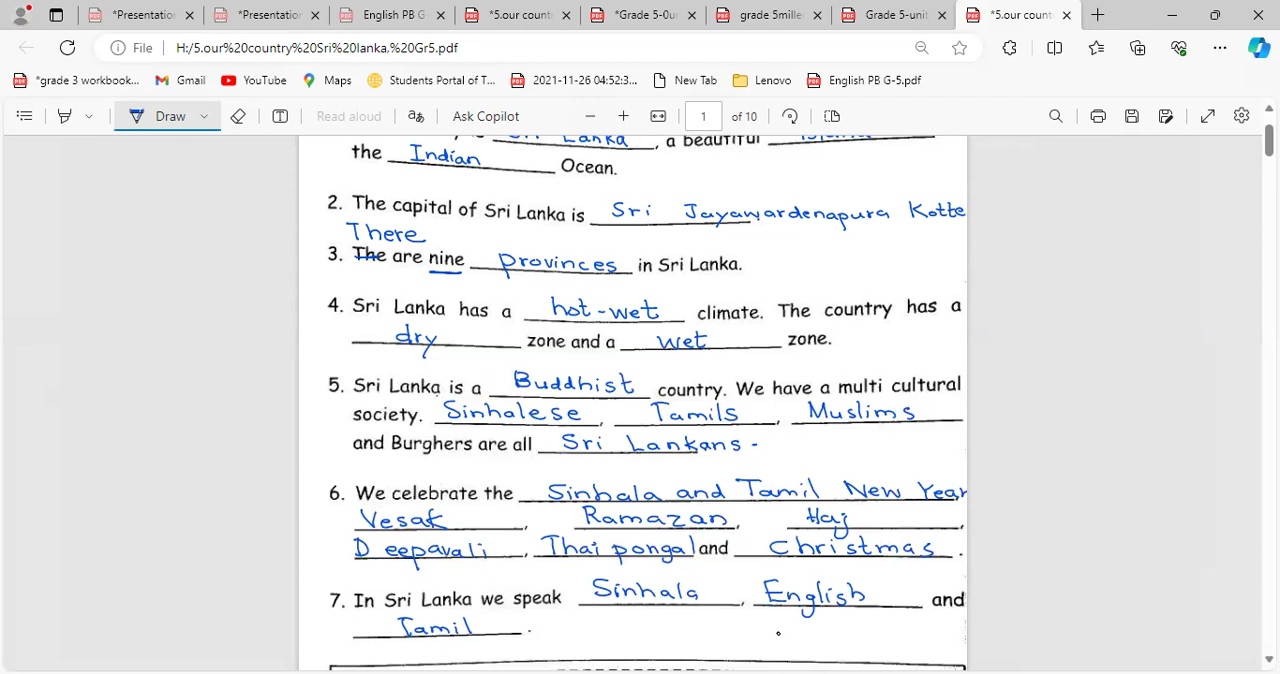 *Presentation
*Presentation
English PB G
*5.our count
*Grade 5-0u
grade 5mille
Grade 5-unit
*5.our count
File H:/5.our%20country%20Sri%20lanka,%20Gr5.pdf
*grade 3 workbook...
Gmail
YouTube
Maps
Students Portal of T...
2021-11-26 04:52:3...
New Tab
Lenovo
English PB G-5.pdf
Draw
Read aloud
Ask Copilot
1 of 10
Sri Lanka, a beautiful island
the Indian Ocean.
2. The capital of Sri Lanka is Sri Jayawardenapura Kotte
There
3. The are nine provinces in Sri Lanka.
4. Sri Lanka has a hot-wet climate. The country has a
dry zone and a wet zone.
5. Sri Lanka is a Buddhist country. We have a multi cultural
society. Sinhalese, Tamils, Muslims
and Burghers are all Sri Lankans.
6. We celebrate the Sinhala and Tamil New Year,
Vesak, Ramazan, Haj,
Deepavali, Thai pongal and Christmas.
7. In Sri Lanka we speak Sinhala, English and
Tamil.